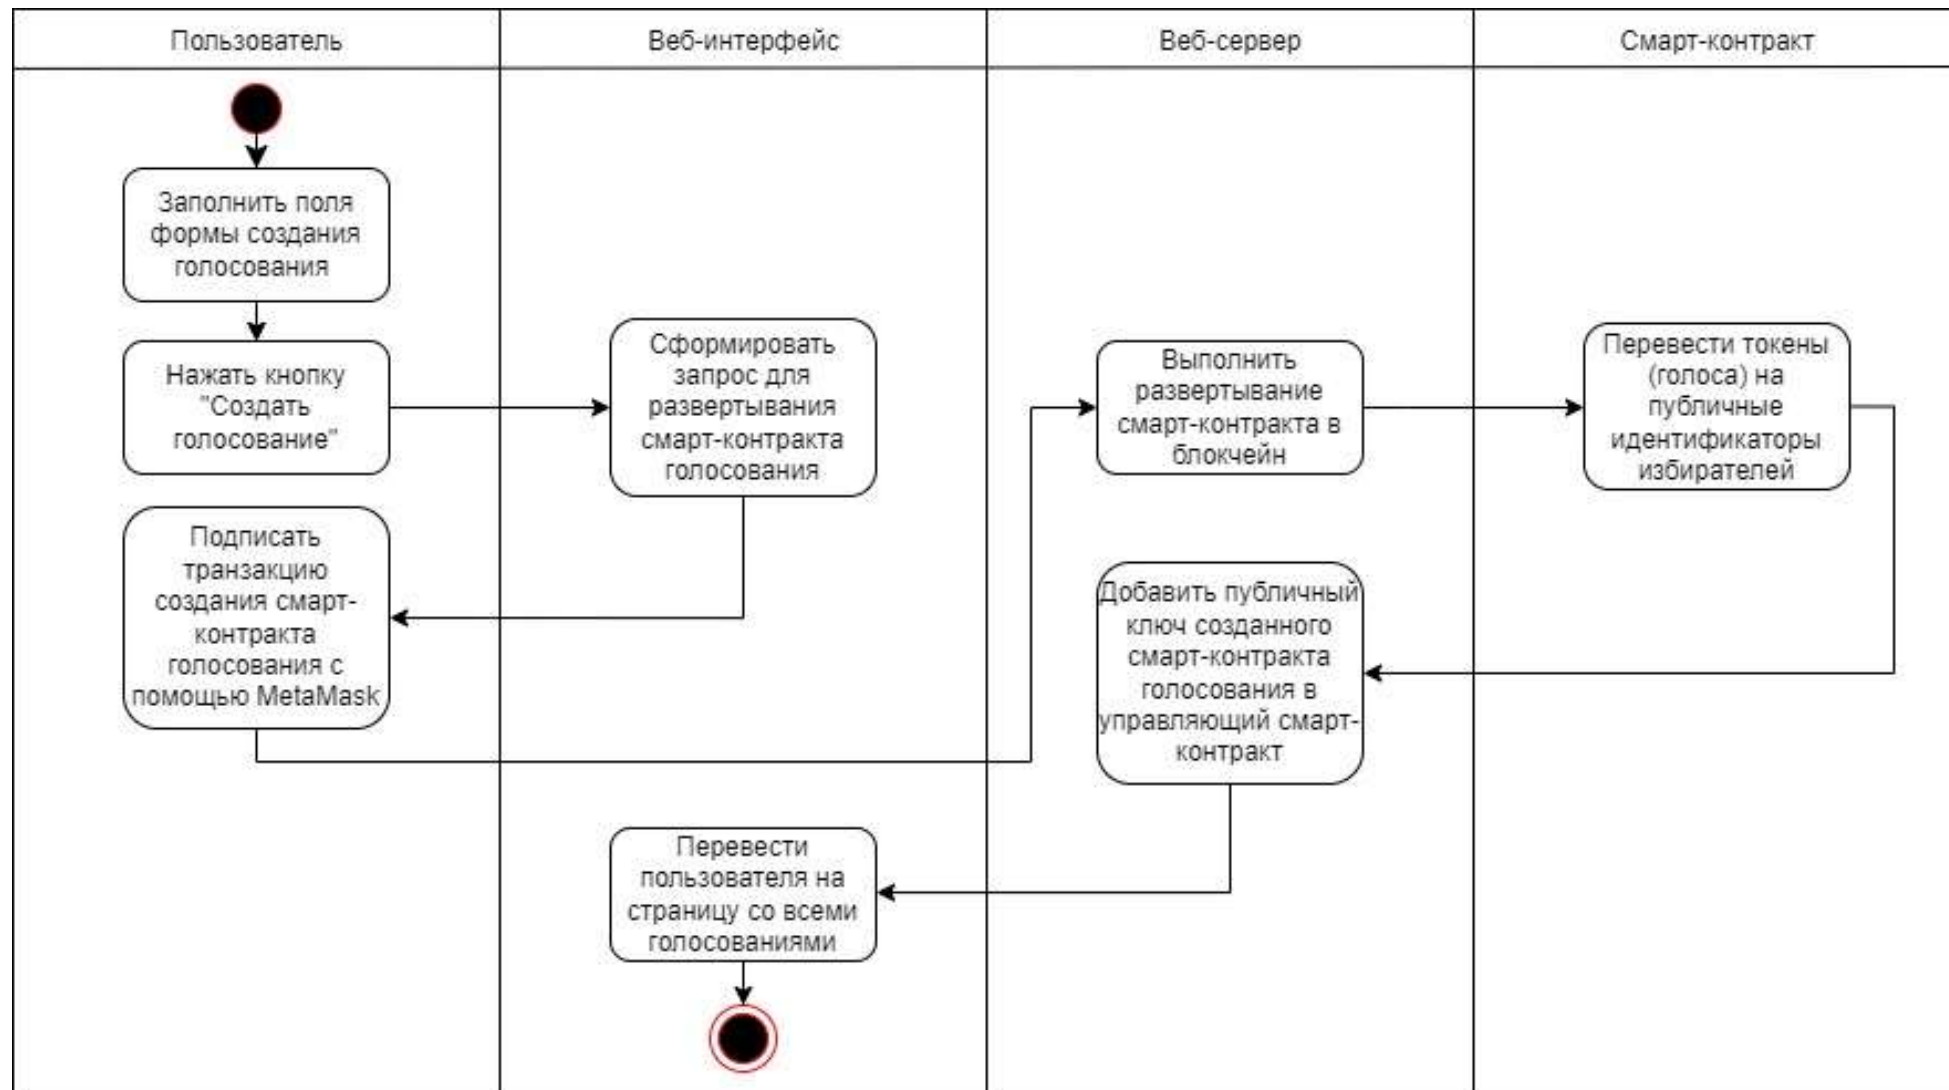 Пользователь
Веб-интерфейс
Веб-сервер
Смарт-контракт
Заполнить поля
формы создания
голосования
Нажать кнопку
"Создать
голосование"
Сформировать
запрос для
развертывания
смарт-контракта
голосования
Подписать
транзакцию
создания смарт-
контракта
голосования с
помощью MetaMask
Выполнить
развертывание
смарт-контракта в
блокчейн
Перевести токены
(голоса) на
публичные
идентификаторы
избирателей
Добавить публичный
ключ созданного
смарт-контракта
голосования в
управляющий смарт-
контракт
Перевести
пользователя на
страницу со всеми
голосованиями